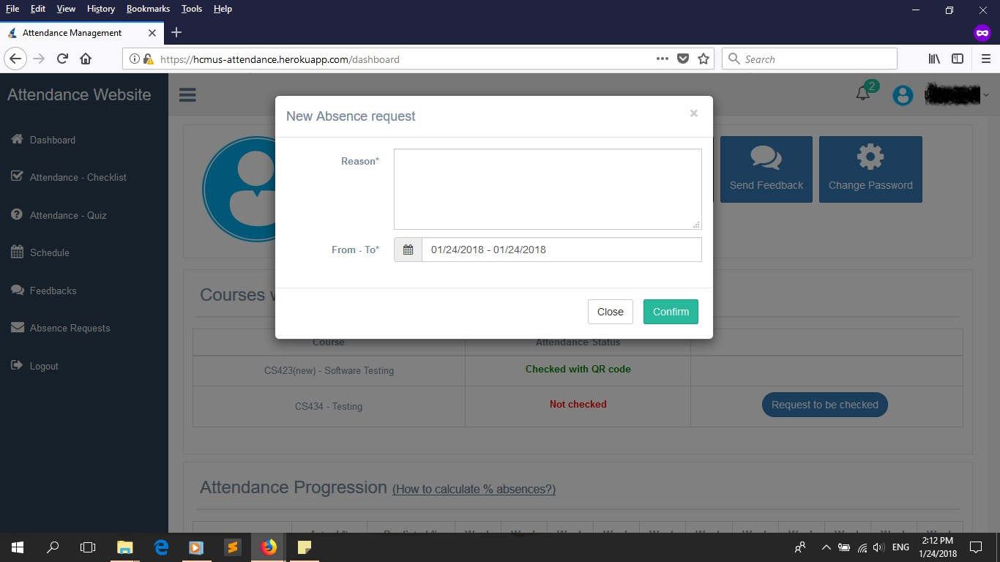 File Edit View History Bookmarks Tools Help
Attendance Management
https://hcmus-attendance.herokuapp.com/dashboard
Search
Attendance Website
2
New Absence request
Dashboard
Reason*
Attendance - Checklist
Send Feedback
Change Password
Attendance - Quiz
Schedule
From - To*
01/24/2018 - 01/24/2018
Feedbacks
Courses
Close
Confirm
Absence Requests
Course
Attendance Status
Logout
CS423(new) - Software Testing
Checked with QR code
CS434 - Testing
Not checked
Request to be checked
Attendance Progression (How to calculate % absences?)
ENG
2:12 PM
1/24/2018